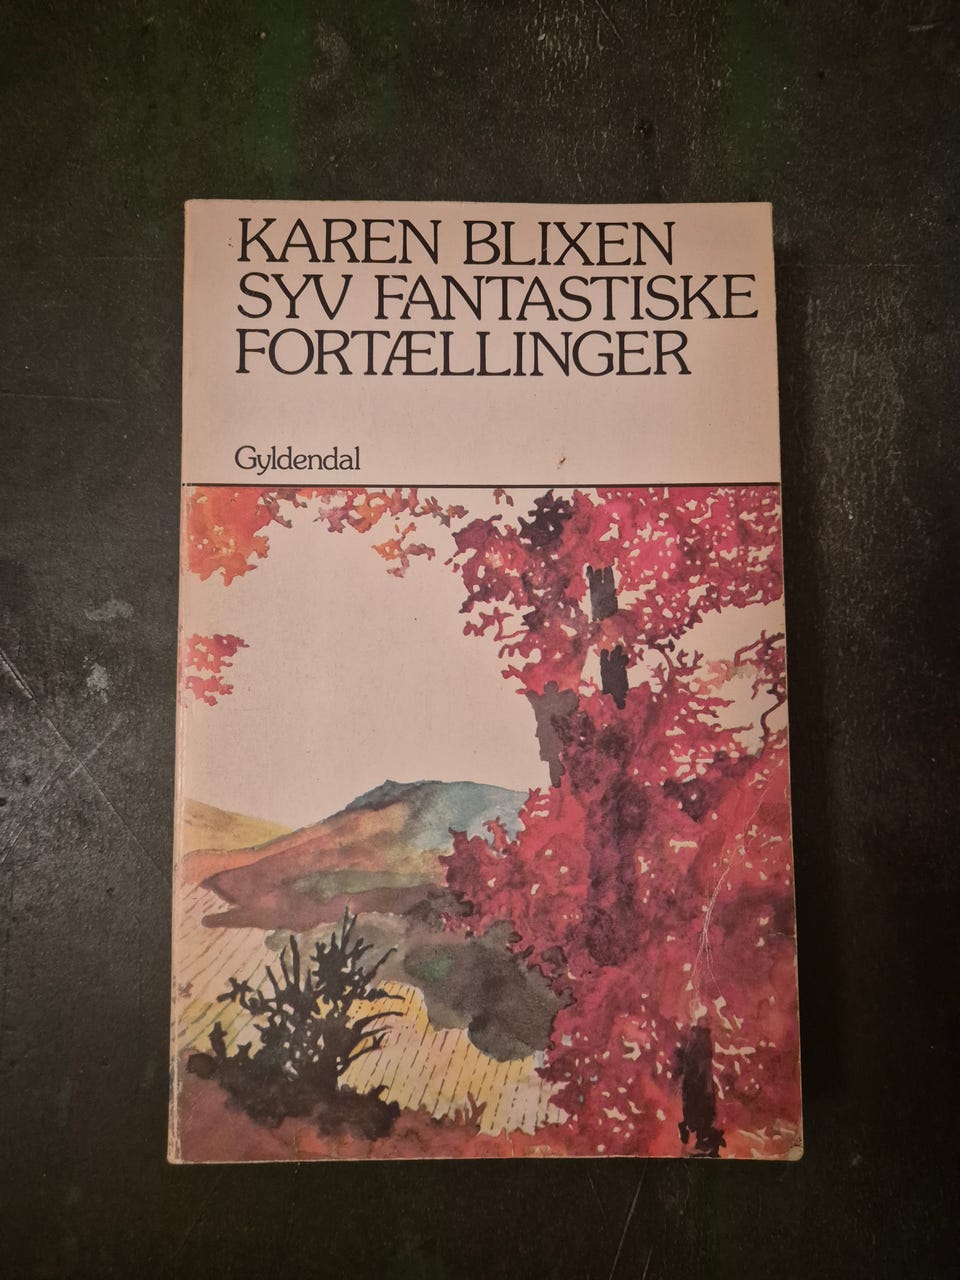 KAREN BLIXEN
SYV FANTASTISKE
FORTÆLLINGER
Gyldendal